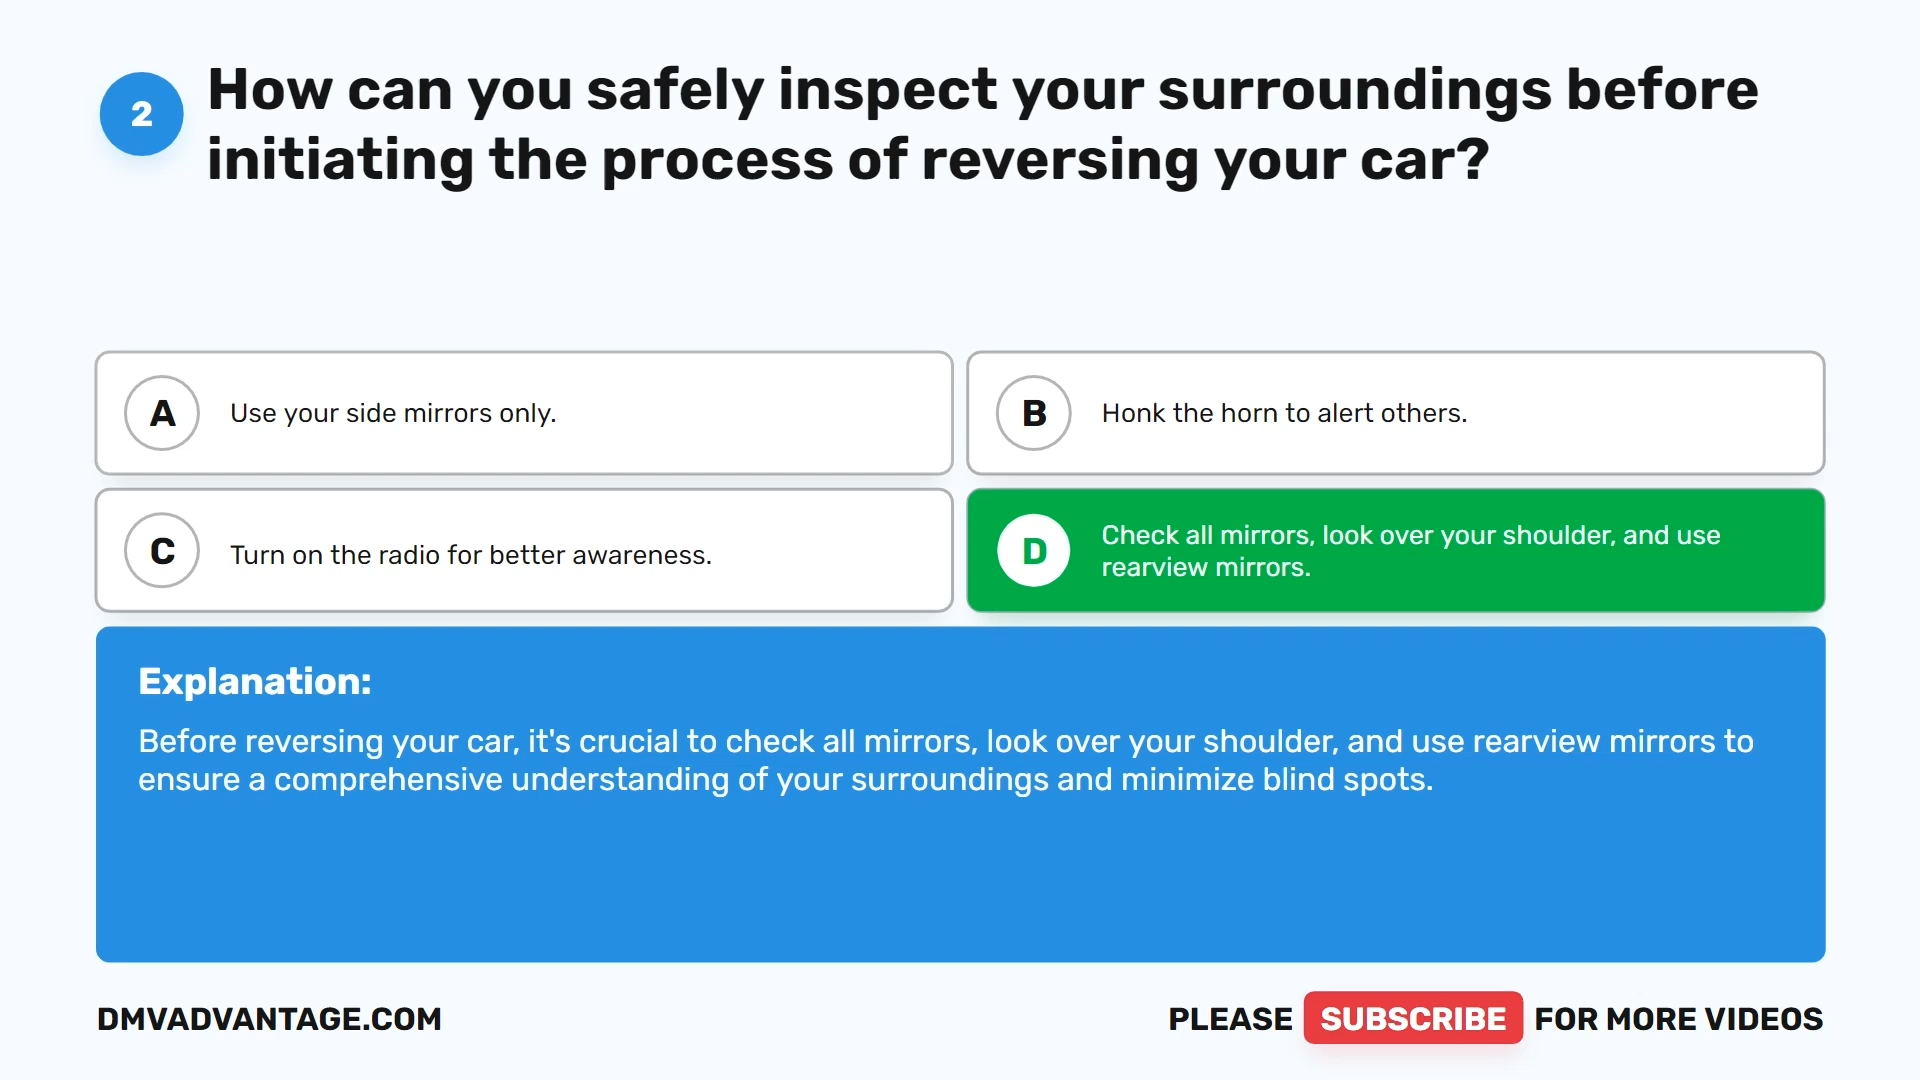 2
How can you safely inspect your surroundings before
initiating the process of reversing your car?
A
Use your side mirrors only.
B
Honk the horn to alert others.
C
Turn on the radio for better awareness.
D
Check all mirrors, look over your shoulder, and use
rearview mirrors.
Explanation:
Before reversing your car, it's crucial to check all mirrors, look over your shoulder, and use rearview mirrors to
ensure a comprehensive understanding of your surroundings and minimize blind spots.
DMVADVANTAGE.COM
PLEASE SUBSCRIBE FOR MORE VIDEOS